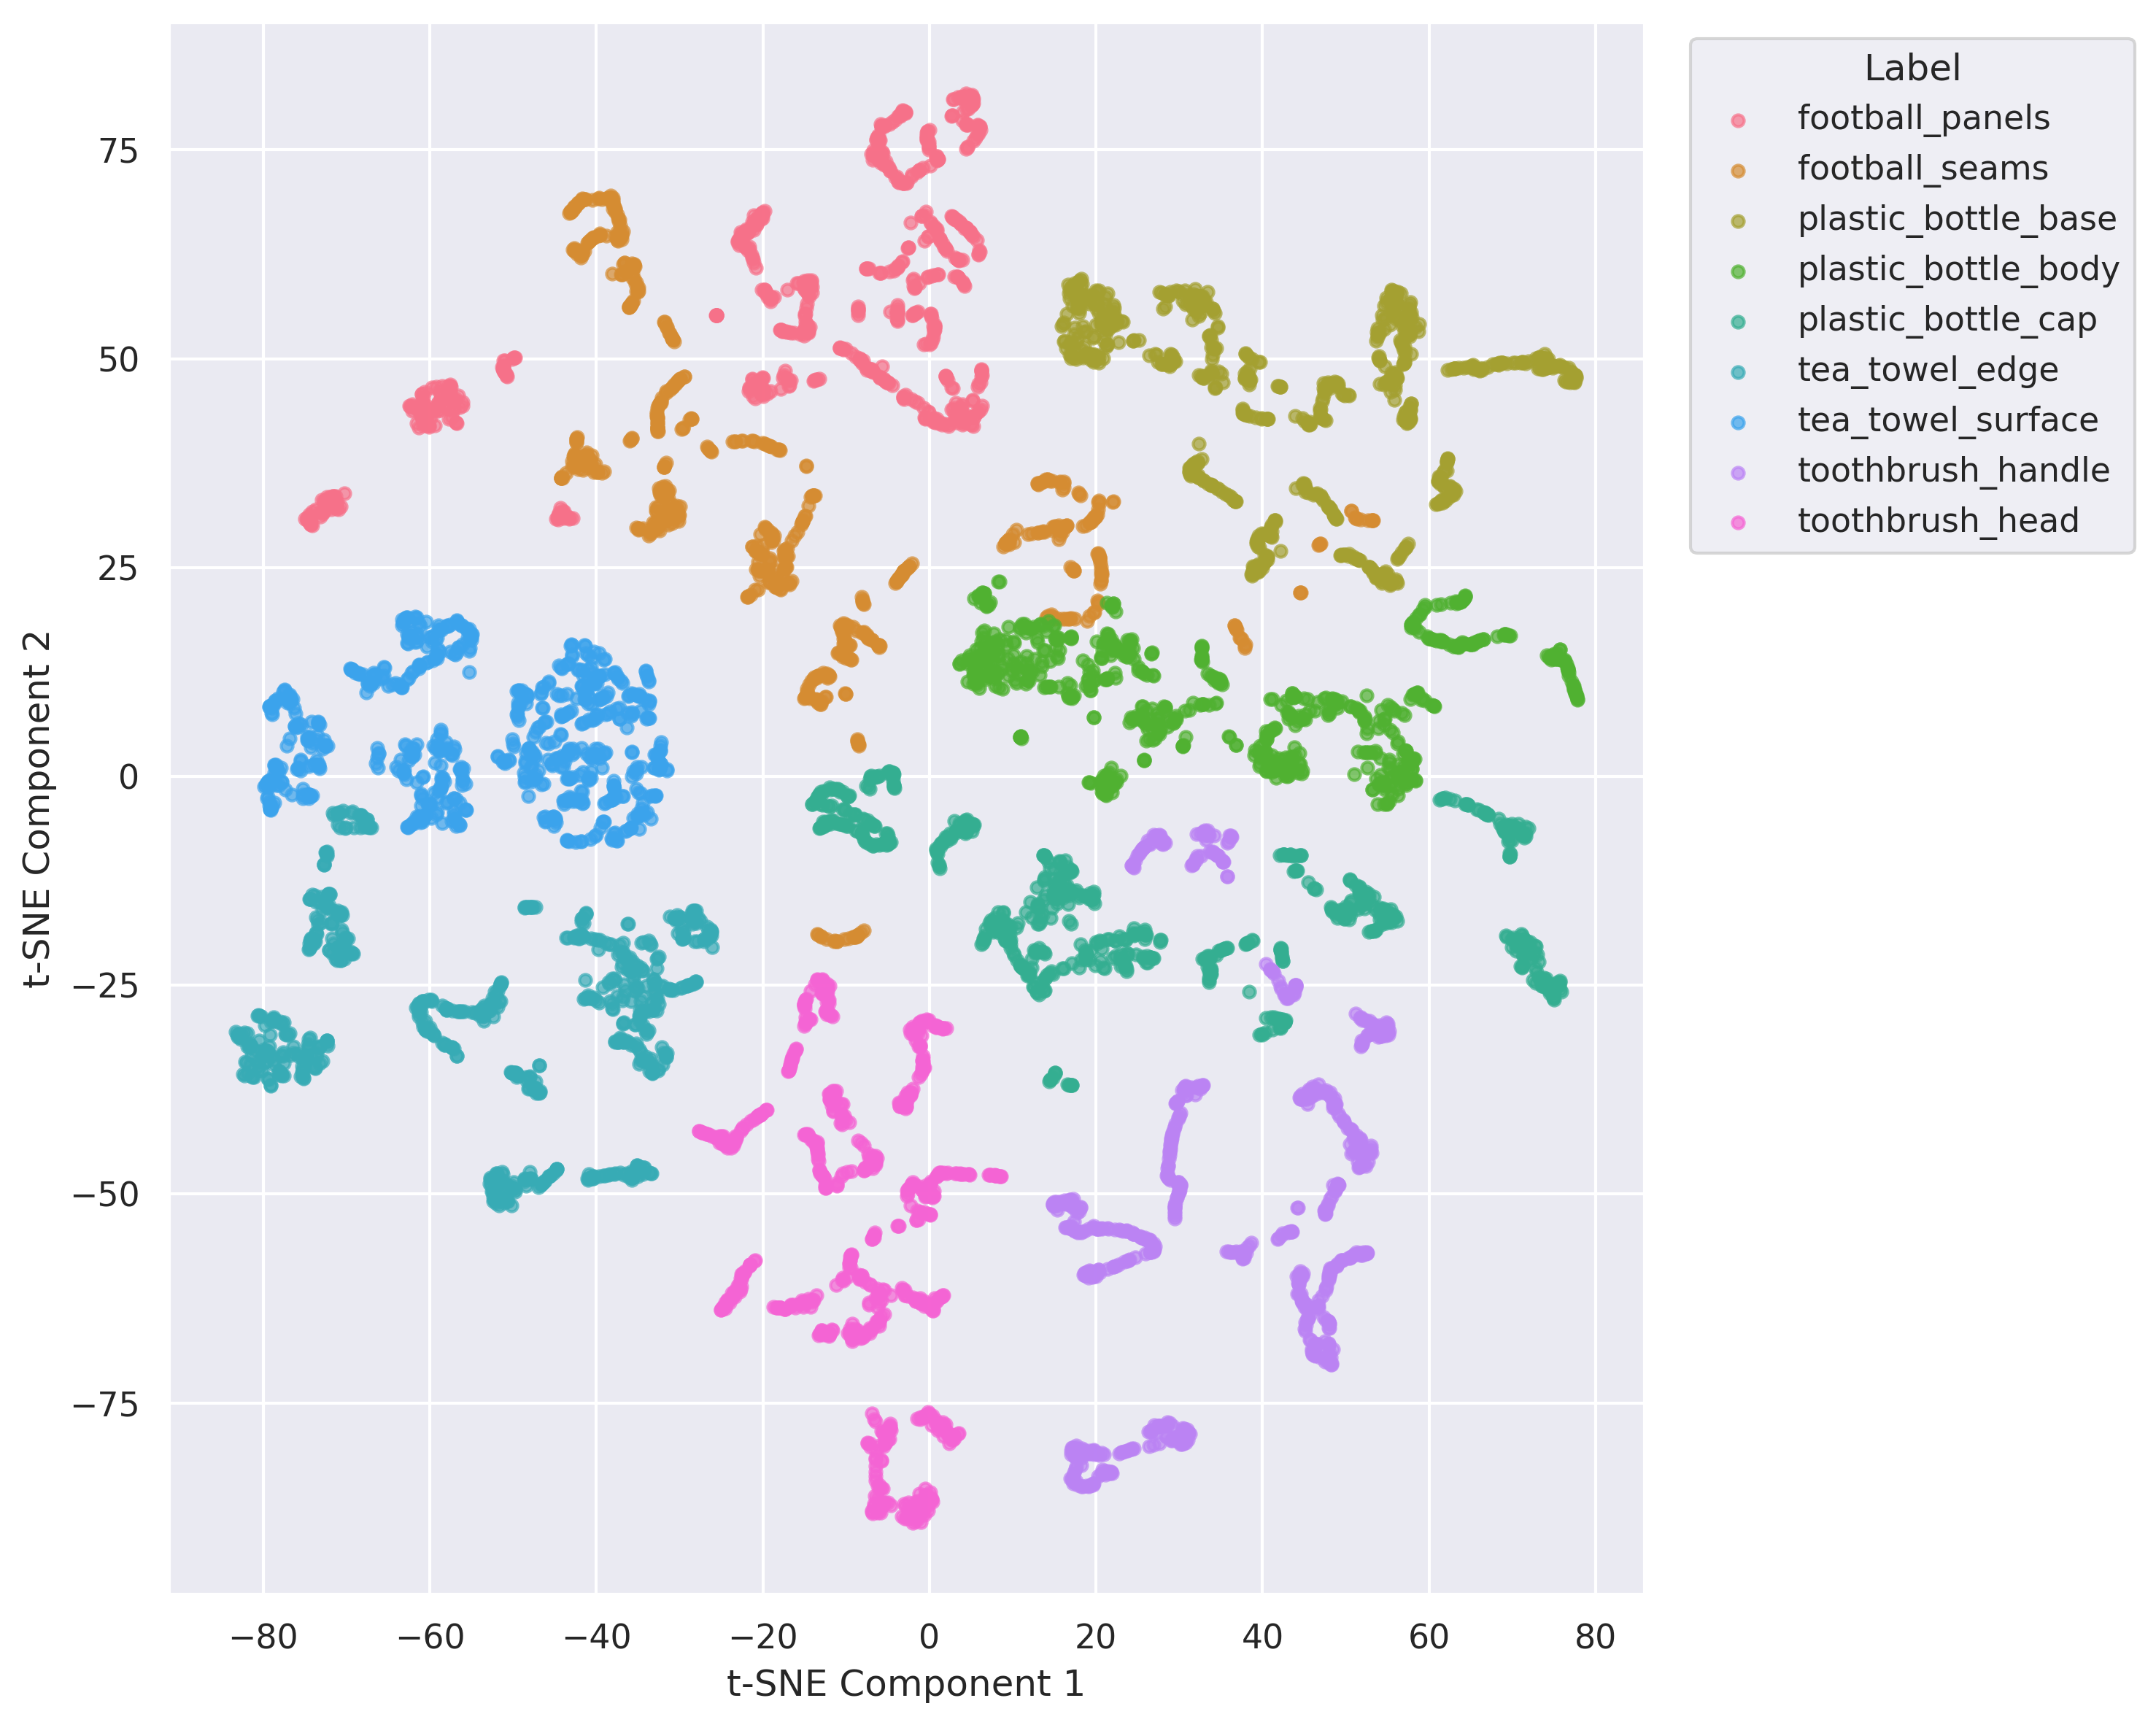 Label
football_panels
football_seams
plastic_bottle_base
plastic_bottle_body
plastic_bottle_cap
tea_towel_edge
tea_towel_surface
toothbrush_handle
toothbrush_head
t-SNE Component 2
75
50
25
0
−25
−50
−75
−80
−60
−40
−20
0
20
40
60
80
t-SNE Component 1